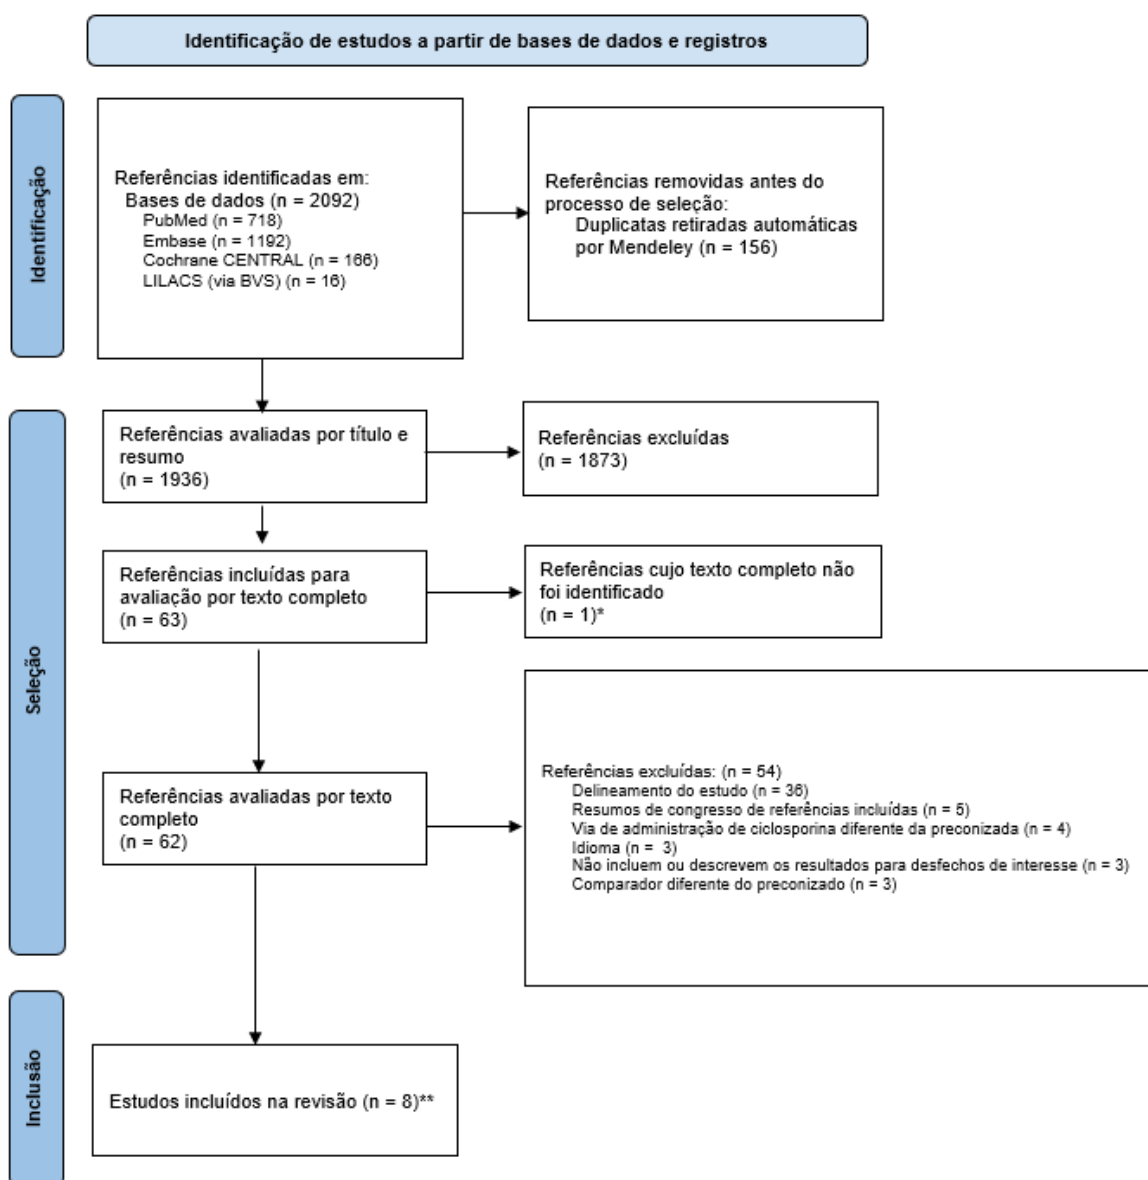 Identificação de estudos a partir de bases de dados e registros
Identificação
Referências identificadas em:
Bases de dados (n = 2092)
PubMed (n = 718)
Embase (n = 1192)
Cochrane CENTRAL (n = 166)
LILACS (via BVS) (n = 16)
Referências removidas antes do
processo de seleção:
Duplicatas retiradas automáticas
por Mendeley (n = 156)
Seleção
Referências avaliadas por título e
resumo
(n = 1936)
Referências excluídas
(n = 1873)
Referências incluídas para
avaliação por texto completo
(n = 63)
Referências cujo texto completo não
foi identificado
(n = 1)*
Referências avaliadas por texto
completo
(n = 62)
Referências excluídas: (n = 54)
Delineamento do estudo (n = 36)
Resumos de congresso de referências incluídas (n = 5)
Via de administração de ciclosporina diferente da preconizada (n = 4)
Idioma (n =  3)
Não incluem ou descrevem os resultados para desfechos de interesse (n = 3)
Comparador diferente do preconizado (n = 3)
Inclusão
Estudos incluídos na revisão (n = 8)**